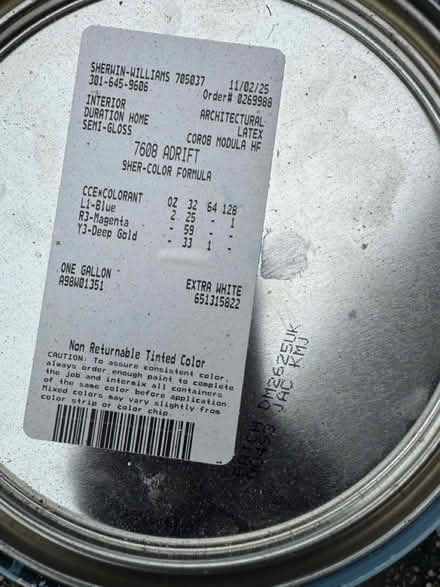 SHERWIN-WILLIAMS 705037 11/02/25
301-645-9606 Order# 0269988
INTERIOR ARCHITECTURAL
DURATION HOME LATEX
SEMI-GLOSS COROB MODULA HF
7608 ADRIFT
SHER-COLOR FORMULA
CCE*COLORANT OZ 32 64 128
L1-Blue 2 25 - 1
R3-Magenta - 59 - -
Y3-Deep Gold - 33 1 -
ONE GALLON EXTRA WHITE
A98W01351 651315822
Non Returnable Tinted Color
CAUTION: To assure consistent color,
always order enough paint to complete
the job and intermix all containers
of the same color before application.
Mixed colors may vary slightly from
color strip or color chip.
BATCH DM2625UK
JAC KMJ